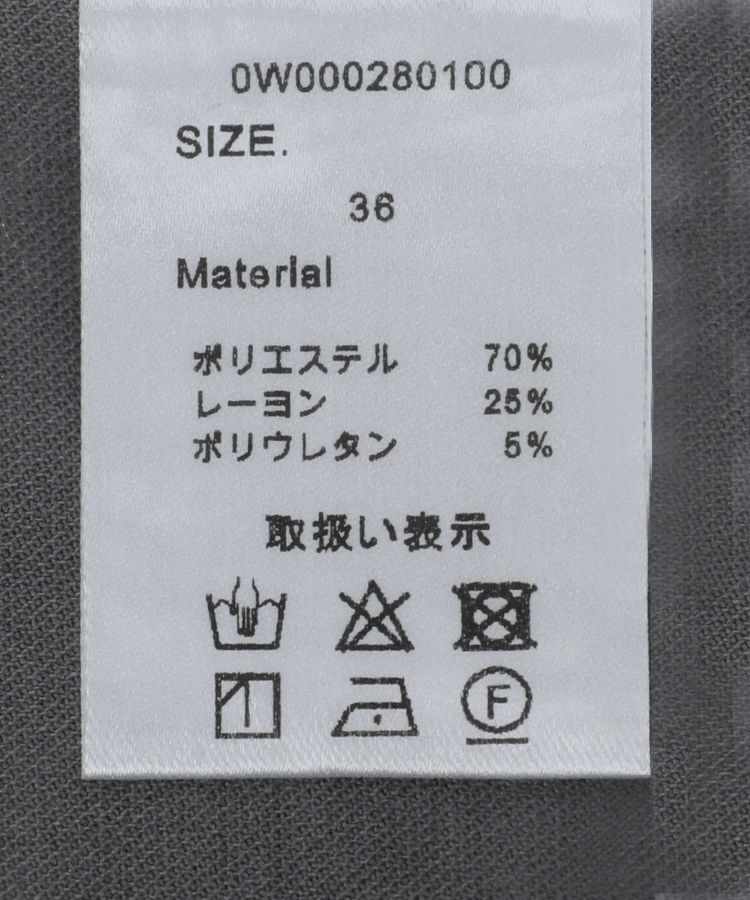 0W000280100
SIZE.
36
Material
ポリエステル 70%
レーヨン 25%
ポリウレタン 5%
取扱い表示
F